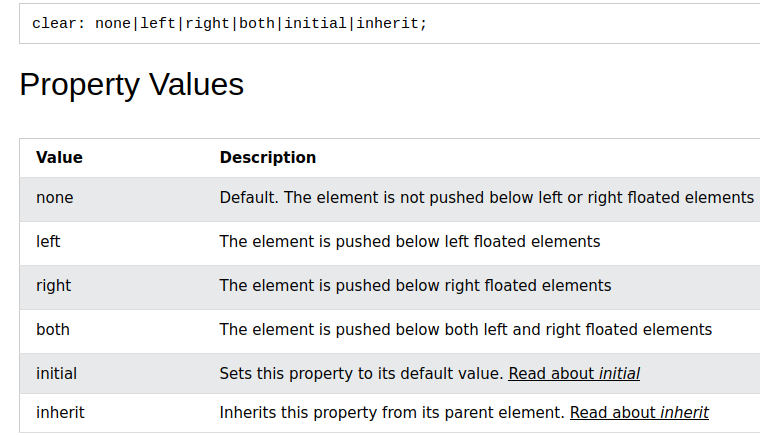 clear: none|left|right|both|initial|inherit;
Property Values
Value Description
none Default. The element is not pushed below left or right floated elements
left The element is pushed below left floated elements
right The element is pushed below right floated elements
both The element is pushed below both left and right floated elements
initial Sets this property to its default value. Read about initial
inherit Inherits this property from its parent element. Read about inherit